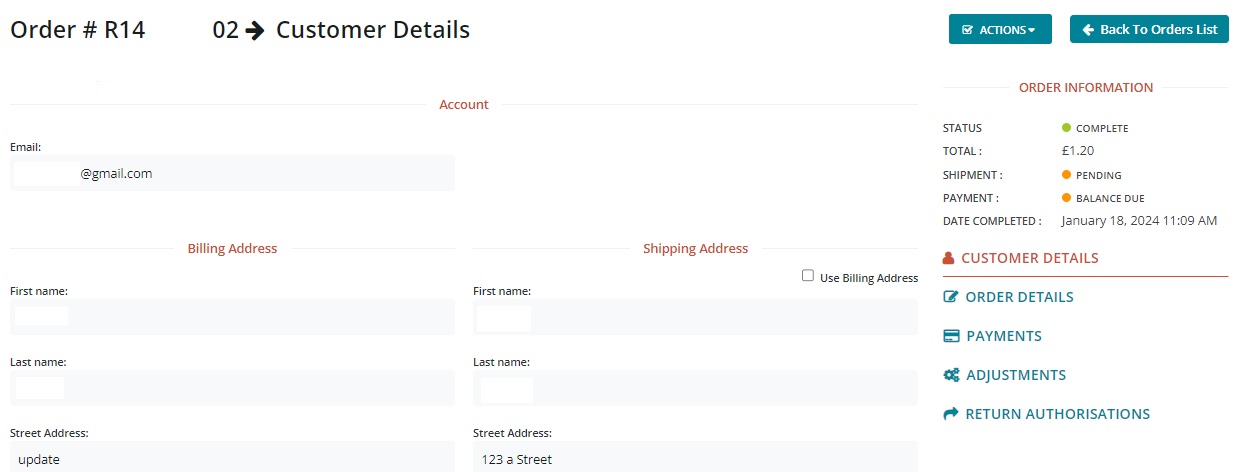 Order # R14 02 → Customer Details
ACTIONS
Back To Orders List
Account
Email:
@gmail.com
Billing Address
First name:
Last name:
Street Address:
update
Shipping Address
Use Billing Address
First name:
Last name:
Street Address:
123 a Street
ORDER INFORMATION
STATUS COMPLETE
TOTAL : £1.20
SHIPMENT : PENDING
PAYMENT : BALANCE DUE
DATE COMPLETED : January 18, 2024 11:09 AM
CUSTOMER DETAILS
ORDER DETAILS
PAYMENTS
ADJUSTMENTS
RETURN AUTHORISATIONS